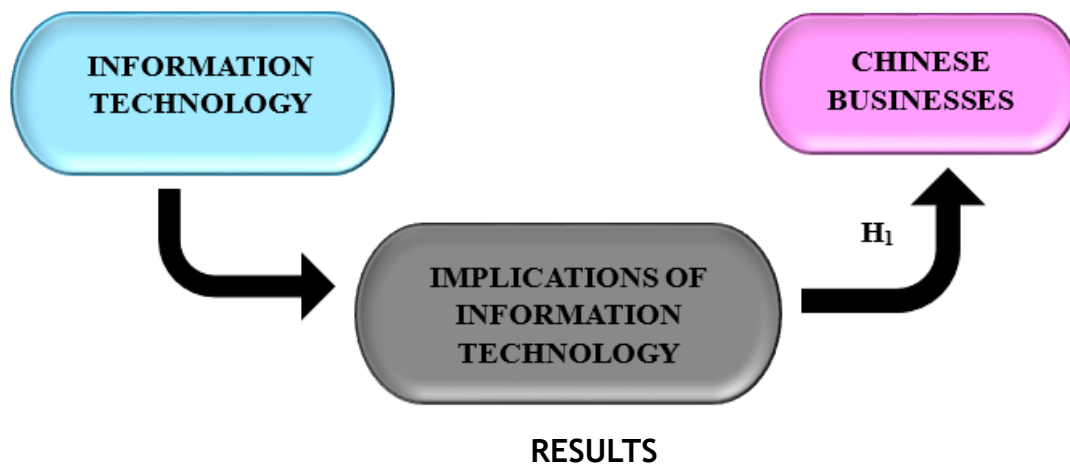 INFORMATION
TECHNOLOGY
CHINESE
BUSINESSES
H₁
IMPLICATIONS OF
INFORMATION
TECHNOLOGY
RESULTS